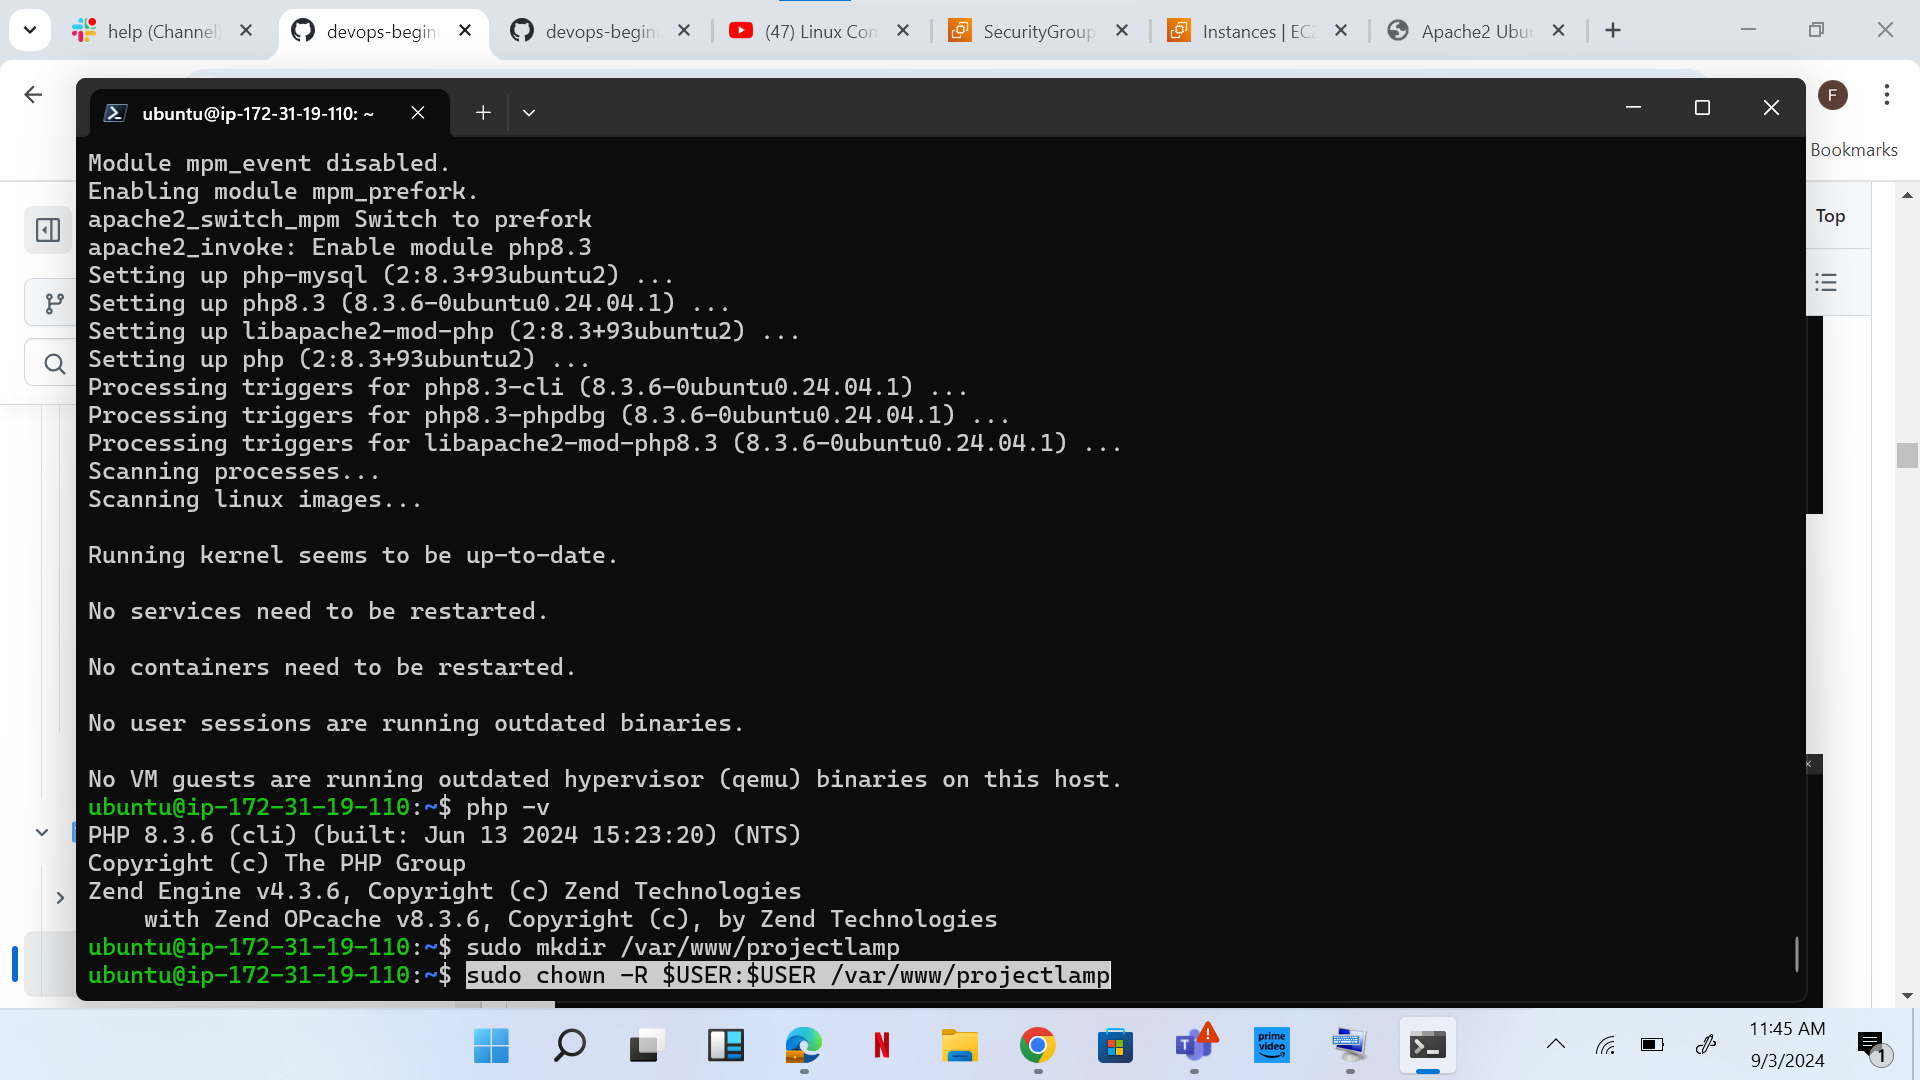 help (Channel
devops-begin
devops-begin
(47) Linux Con
SecurityGroup
Instances | EC2
Apache2 Ubu
ubuntu@ip-172-31-19-110: ~
F
Bookmarks
Top
Module mpm_event disabled.
Enabling module mpm_prefork.
apache2_switch_mpm Switch to prefork
apache2_invoke: Enable module php8.3
Setting up php-mysql (2:8.3+93ubuntu2) ...
Setting up php8.3 (8.3.6-0ubuntu0.24.04.1) ...
Setting up libapache2-mod-php (2:8.3+93ubuntu2) ...
Setting up php (2:8.3+93ubuntu2) ...
Processing triggers for php8.3-cli (8.3.6-0ubuntu0.24.04.1) ...
Processing triggers for php8.3-phpdbg (8.3.6-0ubuntu0.24.04.1) ...
Processing triggers for libapache2-mod-php8.3 (8.3.6-0ubuntu0.24.04.1) ...
Scanning processes...
Scanning linux images...
Running kernel seems to be up-to-date.
No services need to be restarted.
No containers need to be restarted.
No user sessions are running outdated binaries.
No VM guests are running outdated hypervisor (qemu) binaries on this host.
ubuntu@ip-172-31-19-110:~$ php -v
PHP 8.3.6 (cli) (built: Jun 13 2024 15:23:20) (NTS)
Copyright (c) The PHP Group
Zend Engine v4.3.6, Copyright (c) Zend Technologies
    with Zend OPcache v8.3.6, Copyright (c), by Zend Technologies
ubuntu@ip-172-31-19-110:~$ sudo mkdir /var/www/projectlamp
ubuntu@ip-172-31-19-110:~$ sudo chown -R $USER:$USER /var/www/projectlamp
N
T
prime
video
11:45 AM
9/3/2024
1